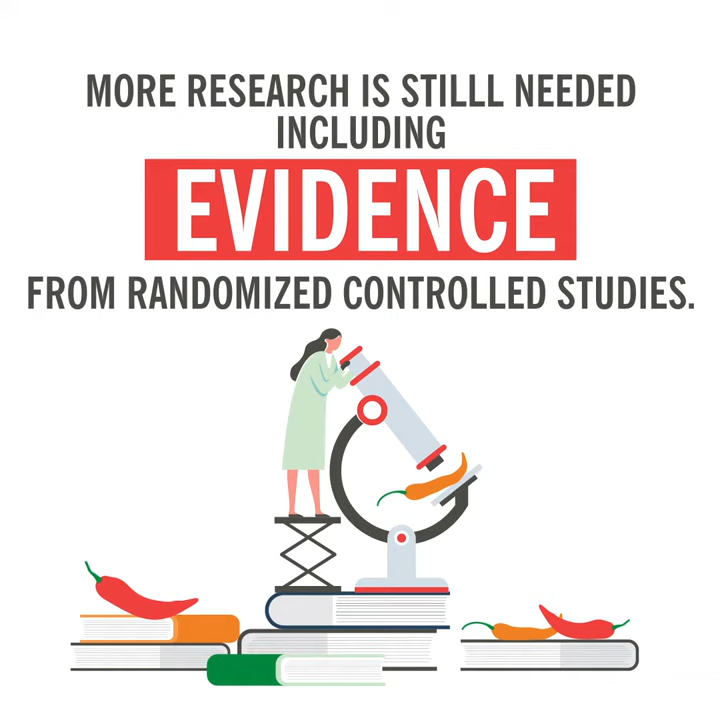 MORE RESEARCH IS STILLL NEEDED
INCLUDING
EVIDENCE
FROM RANDOMIZED CONTROLLED STUDIES.